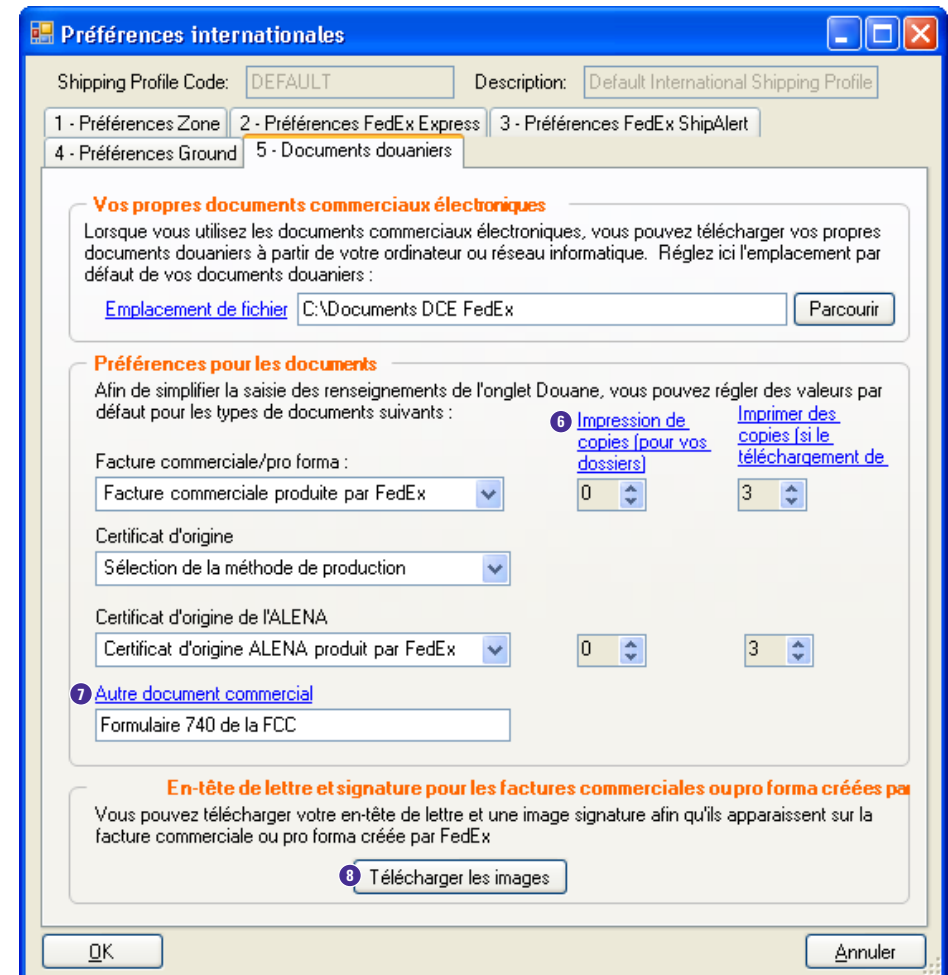 Préférences internationales
Shipping Profile Code: DEFAULT Description: Default International Shipping Profile
1 - Préférences Zone 2 - Préférences FedEx Express 3 - Préférences FedEx ShipAlert
4 - Préférences Ground 5 - Documents douaniers
Vos propres documents commerciaux électroniques
Lorsque vous utilisez les documents commerciaux électroniques, vous pouvez télécharger vos propres
documents douaniers à partir de votre ordinateur ou réseau informatique. Réglez ici l'emplacement par
défaut de vos documents douaniers :
Emplacement de fichier C:\Documents DCE FedEx Parcourir
Préférences pour les documents
Afin de simplifier la saisie des renseignements de l'onglet Douane, vous pouvez régler des valeurs par
défaut pour les types de documents suivants :
6 Impression de
copies (pour vos
dossiers)
Imprimer des
copies (si le
téléchargement de
Facture commerciale/pro forma :
Facture commerciale produite par FedEx 0 3
Certificat d'origine
Sélection de la méthode de production
Certificat d'origine de l'ALENA
Certificat d'origine ALENA produit par FedEx 0 3
7 Autre document commercial
Formulaire 740 de la FCC
En-tête de lettre et signature pour les factures commerciales ou pro forma créées par
Vous pouvez télécharger votre en-tête de lettre et une image signature afin qu'ils apparaissent sur la
facture commerciale ou pro forma créée par FedEx
8 Télécharger les images
OK Annuler